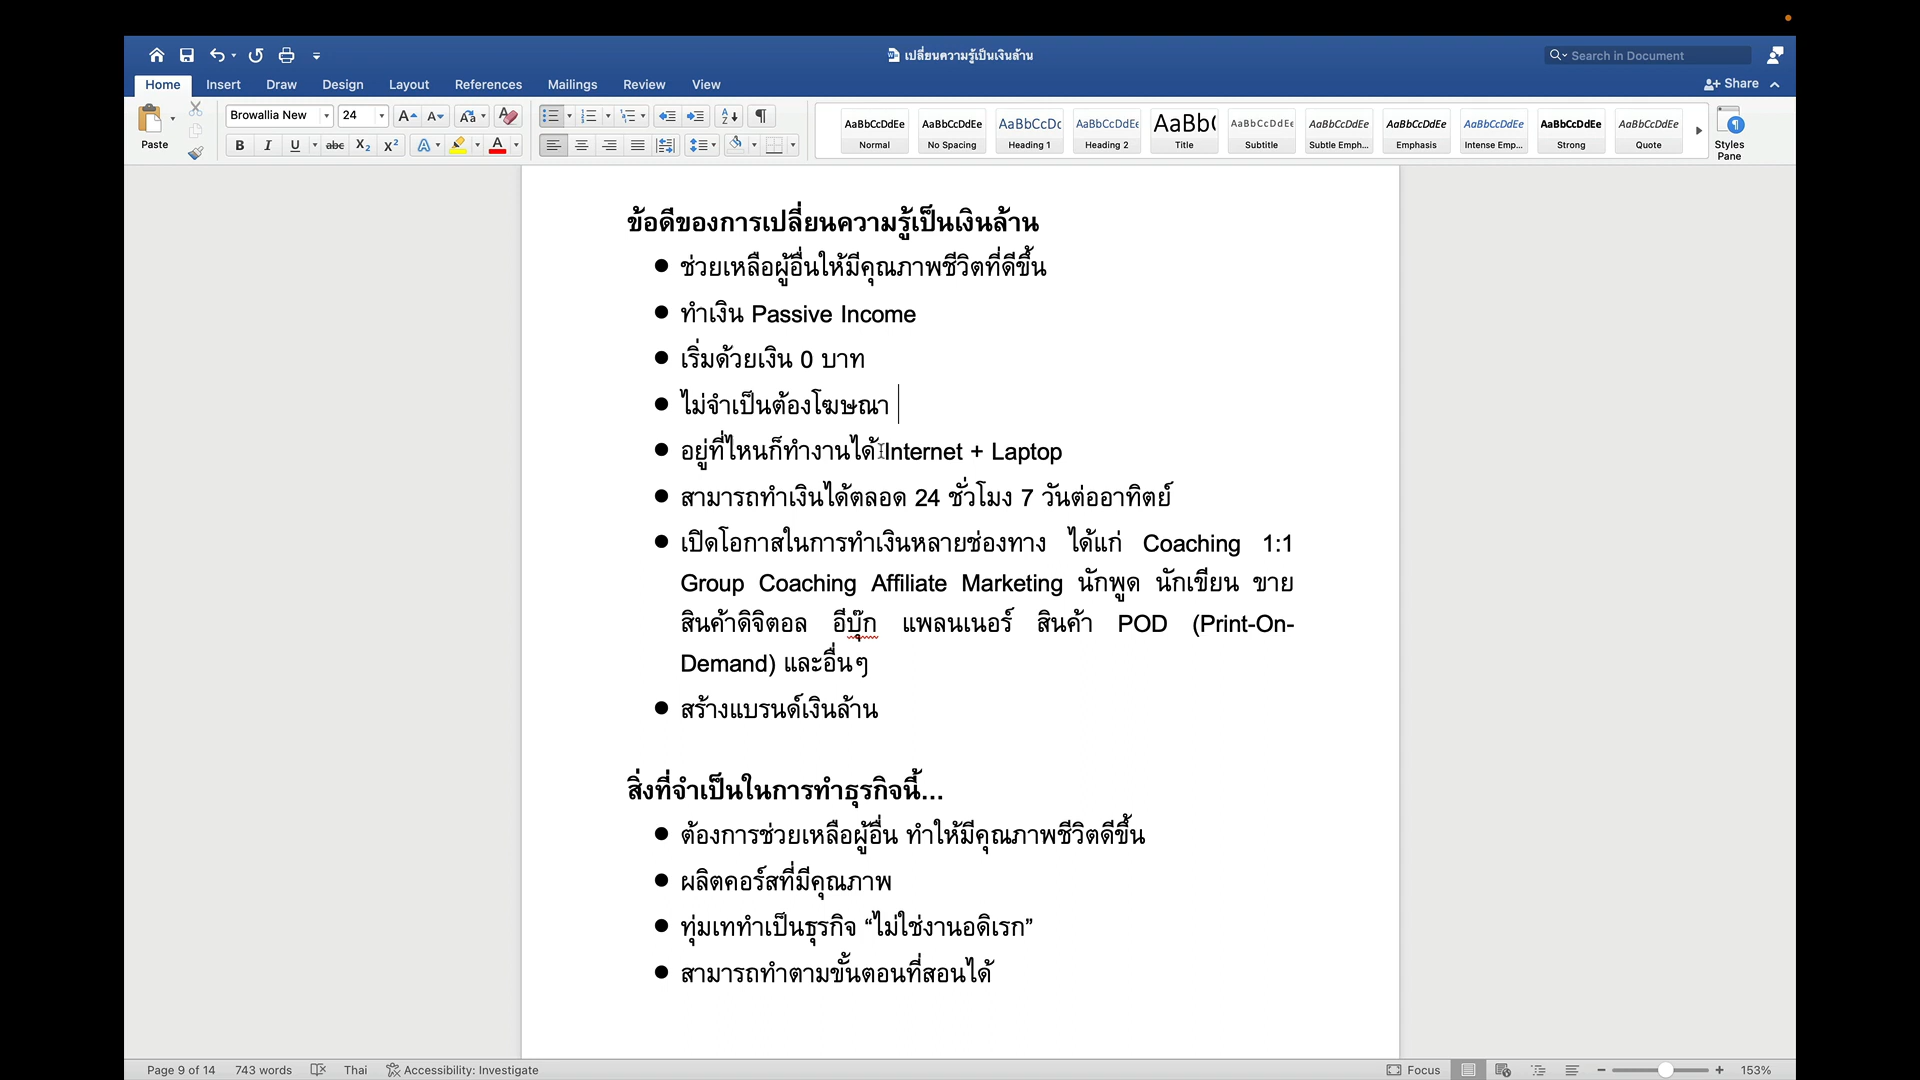 เปลี่ยนความรู้เป็นเงินล้าน
Search in Document
Home Insert Draw Design Layout References Mailings Review View
Share
Paste
Browallia New 24
AaBbCcDdEe AaBbCcDdEe AaBbCcDc AaBbCcDdEe AaBb( AaBbCcDdEe AaBbCcDdEe AaBbCcDdEe AaBbCcDdEe AaBbCcDdEe AaBbCcDdEe
Normal No Spacing Heading 1 Heading 2 Title Subtitle Subtle Emph... Emphasis Intense Emp... Strong Quote
Styles
Pane
ข้อดีของการเปลี่ยนความรู้เป็นเงินล้าน
● ช่วยเหลือผู้อื่นให้มีคุณภาพชีวิตที่ดีขึ้น
● ทำเงิน Passive Income
● เริ่มด้วยเงิน 0 บาท
● ไม่จำเป็นต้องโฆษณา
● อยู่ที่ไหนก็ทำงานได้ Internet + Laptop
● สามารถทำเงินได้ตลอด 24 ชั่วโมง 7 วันต่ออาทิตย์
● เปิดโอกาสในการทำเงินหลายช่องทาง ได้แก่ Coaching 1:1
Group Coaching Affiliate Marketing นักพูด นักเขียน ขาย
สินค้าดิจิตอล อีบุ๊ก แพลนเนอร์ สินค้า POD (Print-On-
Demand) และอื่นๆ
● สร้างแบรนด์เงินล้าน
สิ่งที่จำเป็นในการทำธุรกิจนี้...
● ต้องการช่วยเหลือผู้อื่น ทำให้มีคุณภาพชีวิตดีขึ้น
● ผลิตคอร์สที่มีคุณภาพ
● ทุ่มเททำเป็นธุรกิจ “ไม่ใช่งานอดิเรก”
● สามารถทำตามขั้นตอนที่สอนได้
Page 9 of 14 743 words Thai Accessibility: Investigate Focus 153%